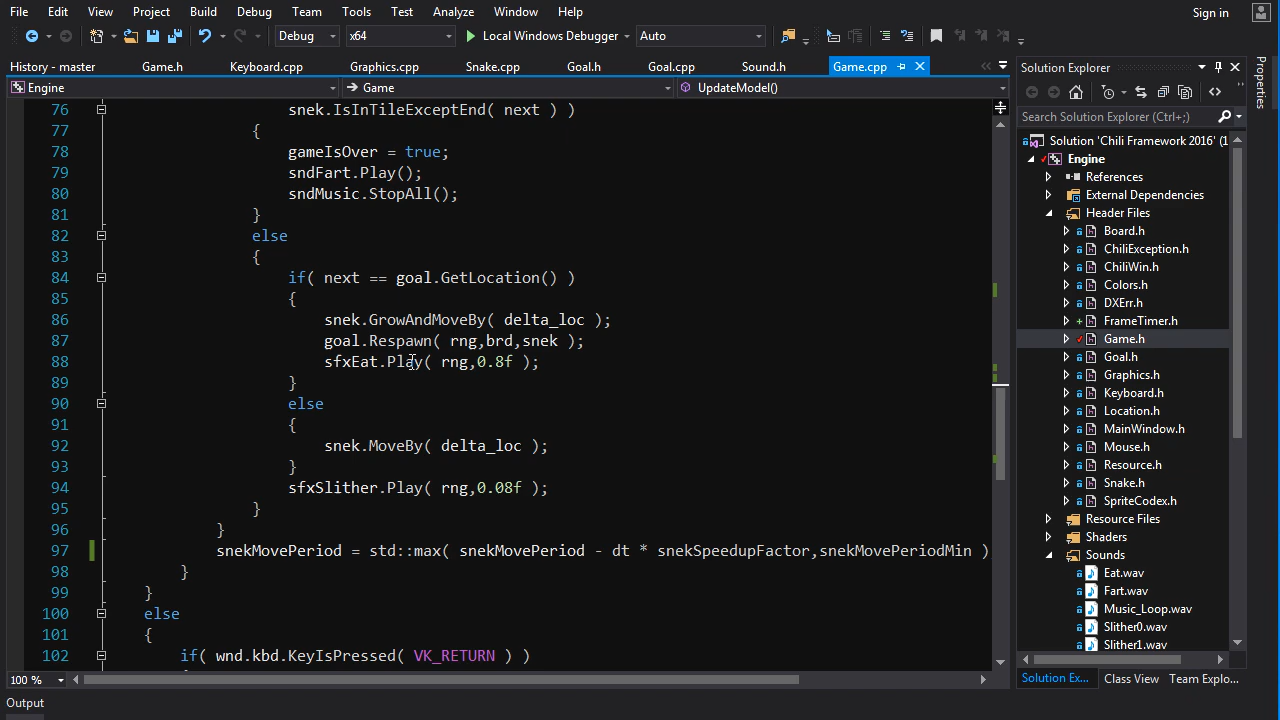 File Edit View Project Build Debug Team Tools Test Analyze Window Help Sign in
Debug x64 Local Windows Debugger Auto
History - master Game.h Keyboard.cpp Graphics.cpp Snake.cpp Goal.h Goal.cpp Sound.h Game.cpp
Engine Game UpdateModel()
76 snek.IsInTileExceptEnd( next ) )
77 {
78 gameIsOver = true;
79 sndFart.Play();
80 sndMusic.StopAll();
81 }
82 else
83 {
84 if( next == goal.GetLocation() )
85 {
86 snek.GrowAndMoveBy( delta_loc );
87 goal.Respawn( rng,brd,snek );
88 sfxEat.Play( rng,0.8f );
89 }
90 else
91 {
92 snek.MoveBy( delta_loc );
93 }
94 sfxSlither.Play( rng,0.08f );
95 }
96 }
97 snekMovePeriod = std::max( snekMovePeriod - dt * snekSpeedupFactor,snekMovePeriodMin )
98 }
99 }
100 else
101 {
102 if( wnd.kbd.KeyIsPressed( VK_RETURN ) )
100 %
Output
Solution Explorer
Search Solution Explorer (Ctrl+;)
Solution 'Chili Framework 2016' (1
Engine
References
External Dependencies
Header Files
Board.h
ChiliException.h
ChiliWin.h
Colors.h
DXErr.h
FrameTimer.h
Game.h
Goal.h
Graphics.h
Keyboard.h
Location.h
MainWindow.h
Mouse.h
Resource.h
Snake.h
SpriteCodex.h
Resource Files
Shaders
Sounds
Eat.wav
Fart.wav
Music_Loop.wav
Slither0.wav
Slither1.wav
Solution Ex... Class View Team Explo...
Properties